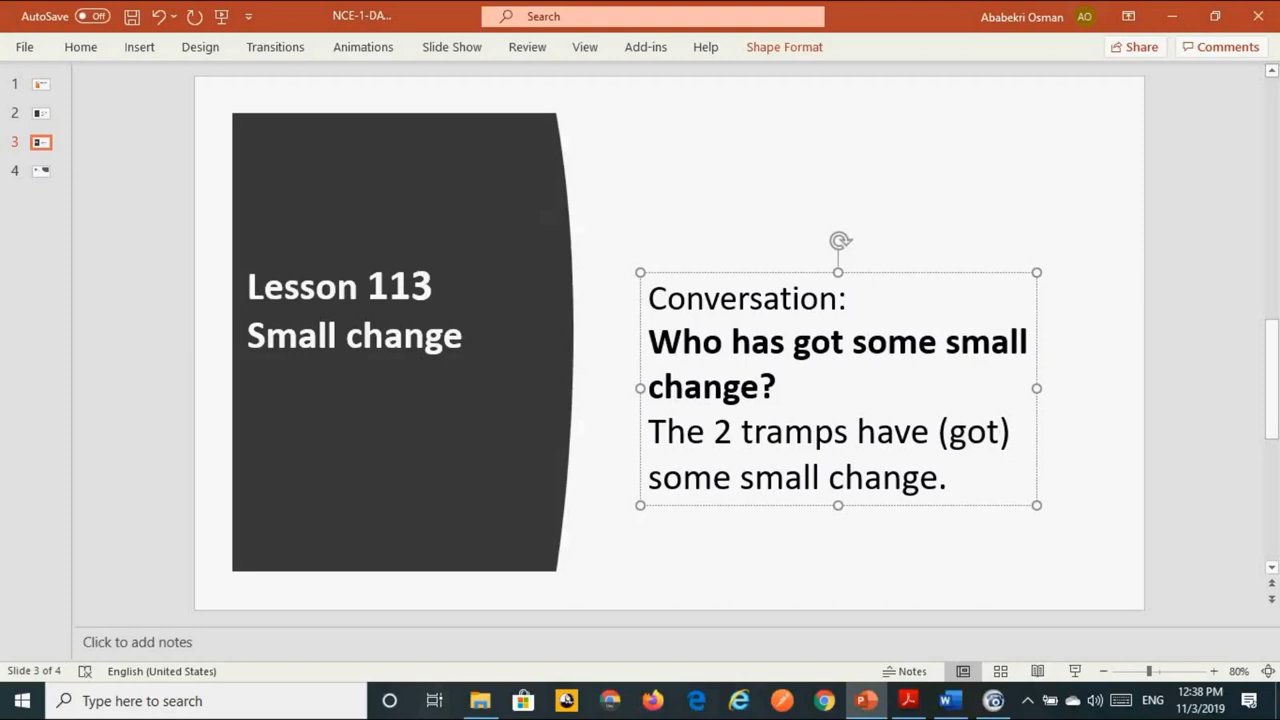 AutoSave Off
NCE-1-DA...
Search
Ababekri Osman AO
File Home Insert Design Transitions Animations Slide Show Review View Add-ins Help Shape Format
Share Comments
1
2
3
4
Lesson 113
Small change
Conversation:
Who has got some small
change?
The 2 tramps have (got)
some small change.
Click to add notes
Slide 3 of 4 English (United States) Notes 80%
Type here to search
ENG
12:38 PM
11/3/2019